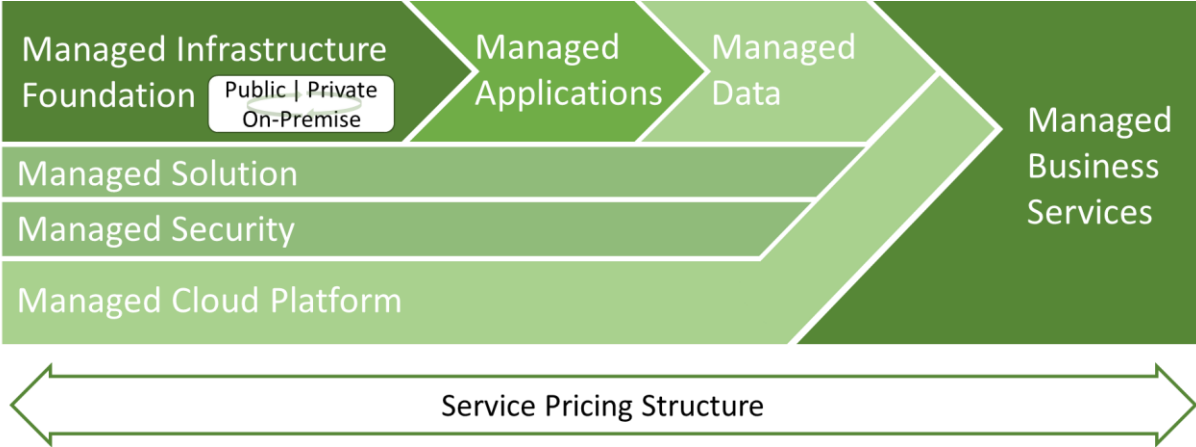 Managed Infrastructure
Foundation
Public | Private
On-Premise
Managed
Applications
Managed
Data
Managed
Business
Services
Managed Solution
Managed Security
Managed Cloud Platform
Service Pricing Structure